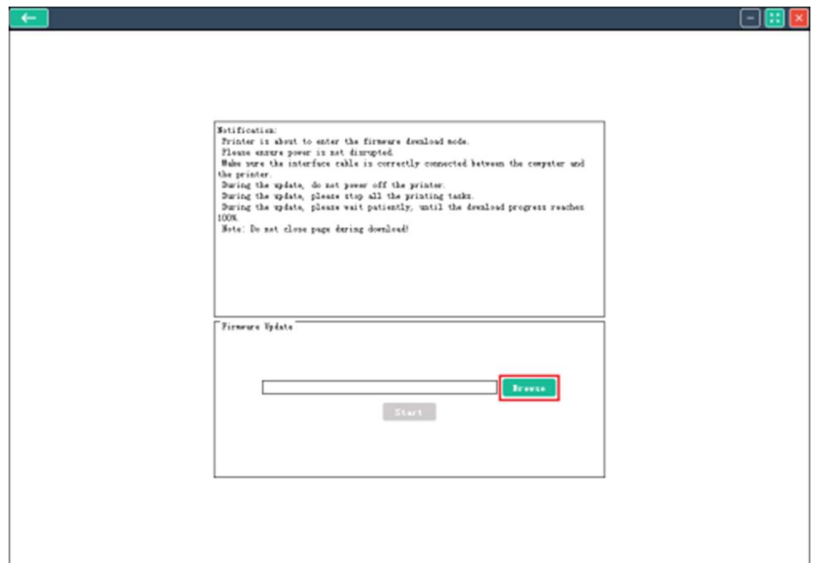 Notification:
Printer is about to enter the firmware download mode.
Please ensure power is not disrupted.
Make sure the interface cable is correctly connected between the computer and
the printer.
During the update, do not power off the printer.
During the update, please stop all the printing tasks.
During the update, please wait patiently, until the download progress reaches
100%
Note: Do not close page during download!
Firmware Update
Browse
Start